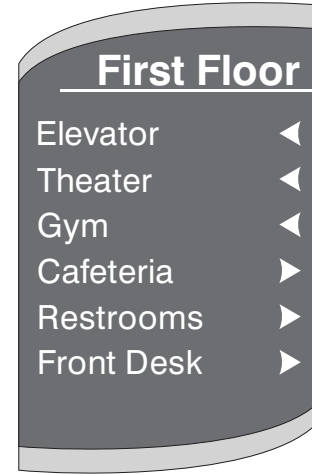 First Floor
Elevator
Theater
Gym
Cafeteria
Restrooms
Front Desk